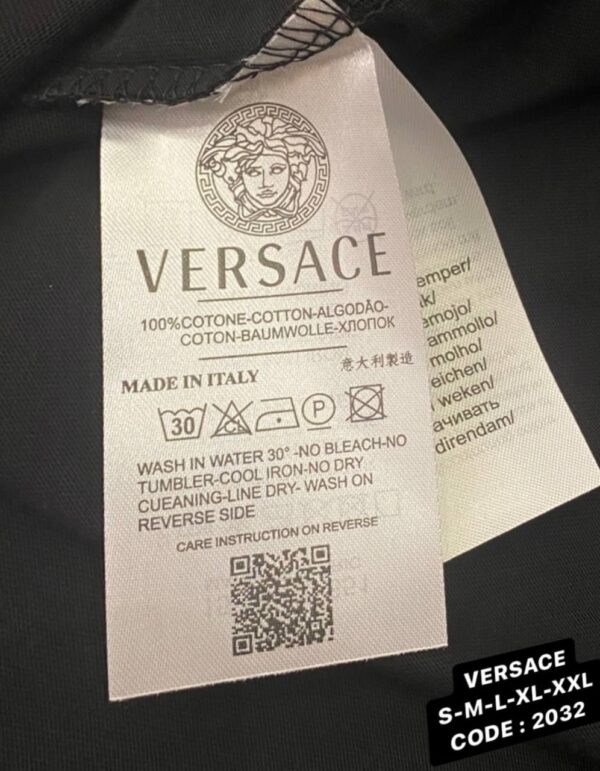 VERSACE
100%COTONE-COTTON-ALGODÃO-
COTON-BAUMWOLLE-ХЛОПОК
MADE IN ITALY
意大利製造
30
P
WASH IN WATER 30° -NO BLEACH-NO
TUMBLER-COOL IRON-NO DRY
CUEANING-LINE DRY- WASH ON
REVERSE SIDE
CARE INSTRUCTION ON REVERSE
emper/
k/
emojo/
ammollo/
molho/
eichen/
weken/
ачивать
direndam/
VERSACE
S-M-L-XL-XXL
CODE : 2032